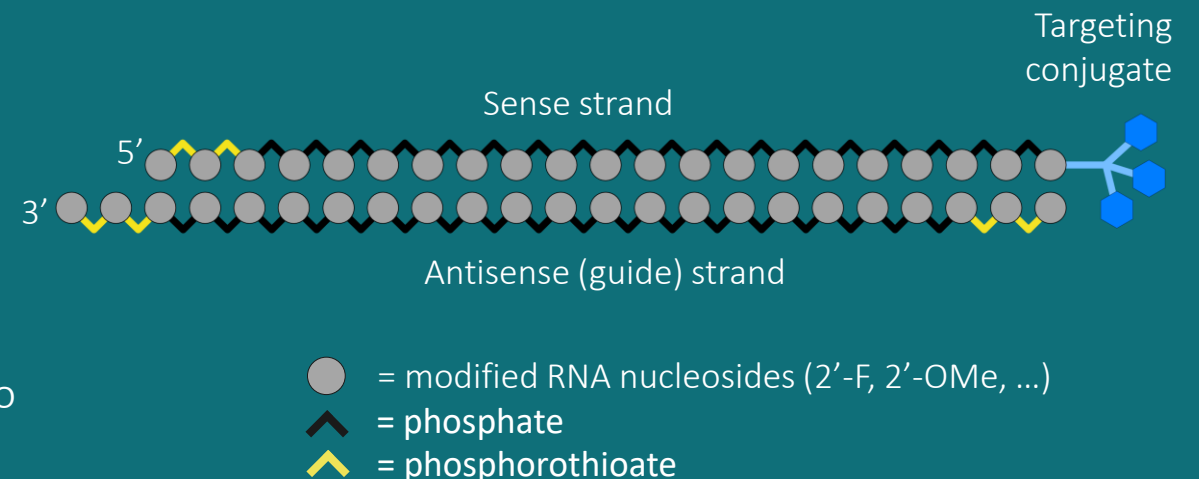 Targeting
conjugate
Sense strand
5’
3’
Antisense (guide) strand
= modified RNA nucleosides (2’-F, 2’-OMe, ...)
= phosphate
= phosphorothioate